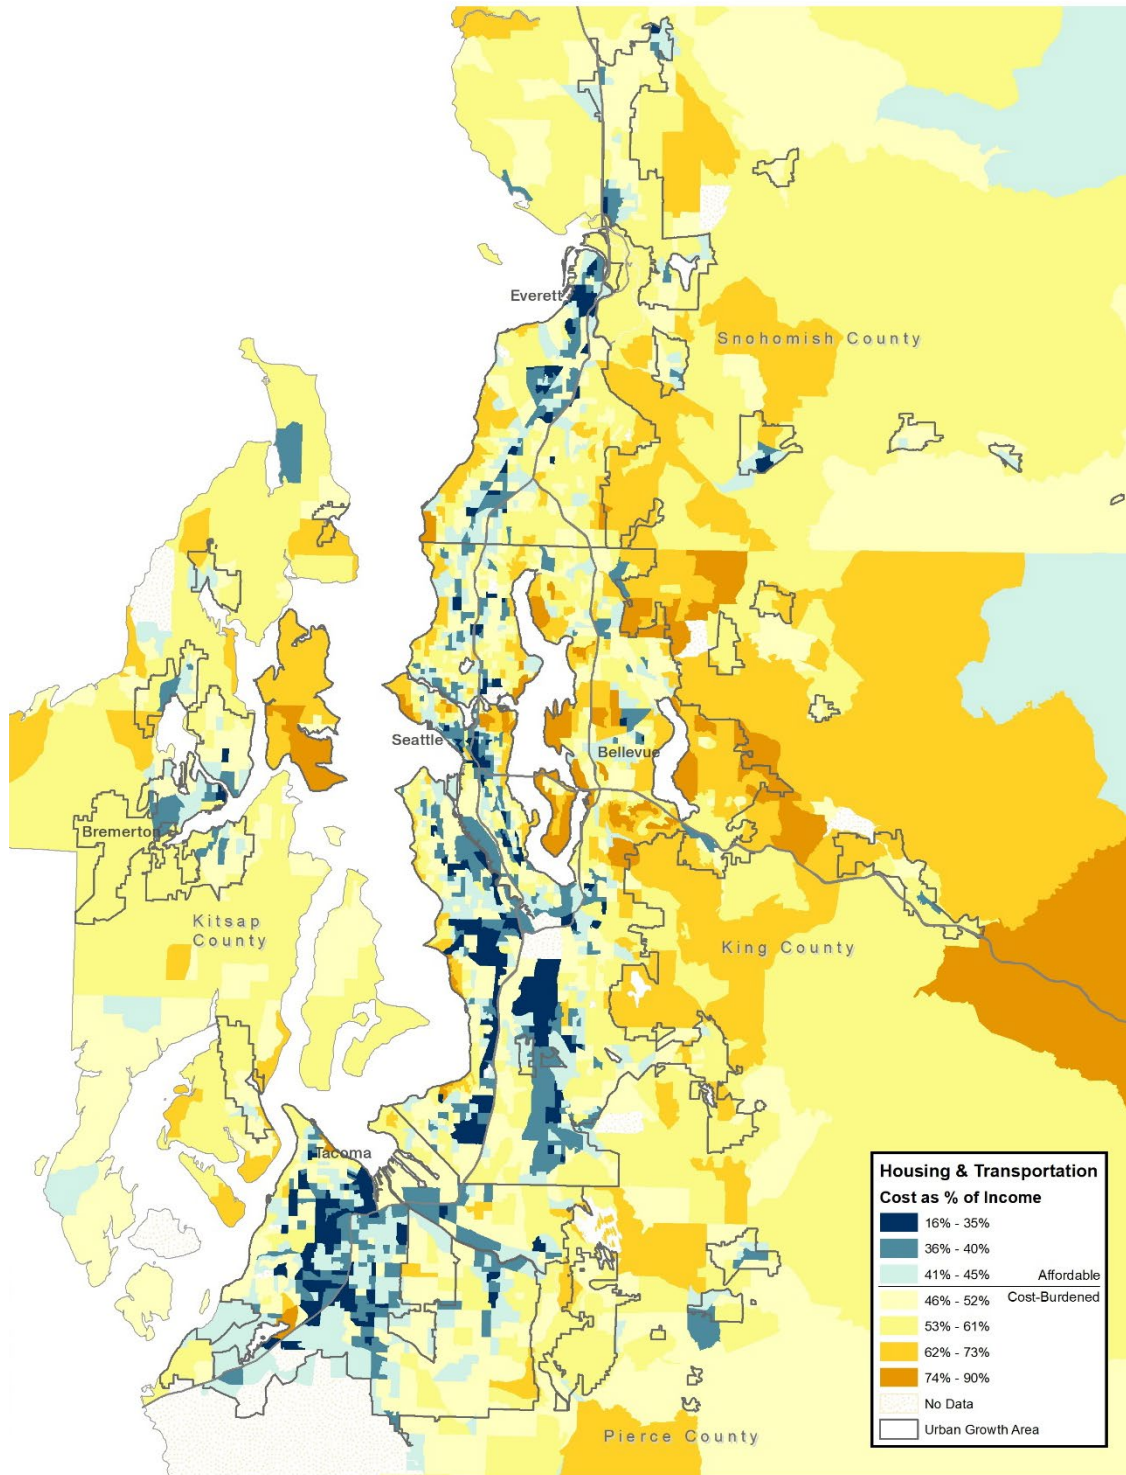 Everett
Snohomish County
Seattle
Bellevue
Bremerton
Kitsap
County
King County
Tacoma
Pierce County
Housing & Transportation
Cost as % of Income
16% - 35%
36% - 40%
41% - 45% Affordable
46% - 52% Cost-Burdened
53% - 61%
62% - 73%
74% - 90%
No Data
Urban Growth Area